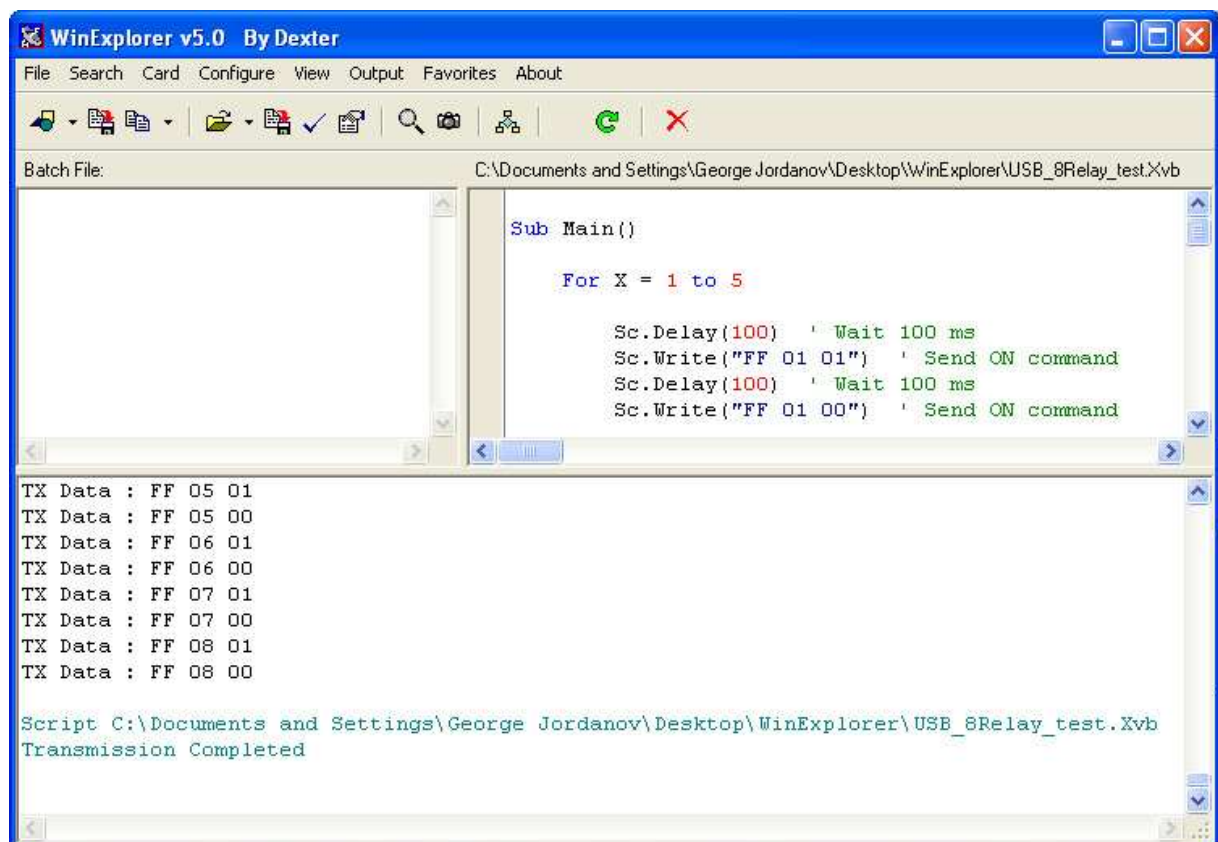 WinExplorer v5.0 By Dexter
File Search Card Configure View Output Favorites About
Batch File:
C:\Documents and Settings\George Jordanov\Desktop\WinExplorer\USB_8Relay_test.Xvb
Sub Main()
For X = 1 to 5
Sc.Delay(100) ' Wait 100 ms
Sc.Write("FF 01 01") ' Send ON command
Sc.Delay(100) ' Wait 100 ms
Sc.Write("FF 01 00") ' Send ON command
TX Data : FF 05 01
TX Data : FF 05 00
TX Data : FF 06 01
TX Data : FF 06 00
TX Data : FF 07 01
TX Data : FF 07 00
TX Data : FF 08 01
TX Data : FF 08 00
Script C:\Documents and Settings\George Jordanov\Desktop\WinExplorer\USB_8Relay_test.Xvb
Transmission Completed